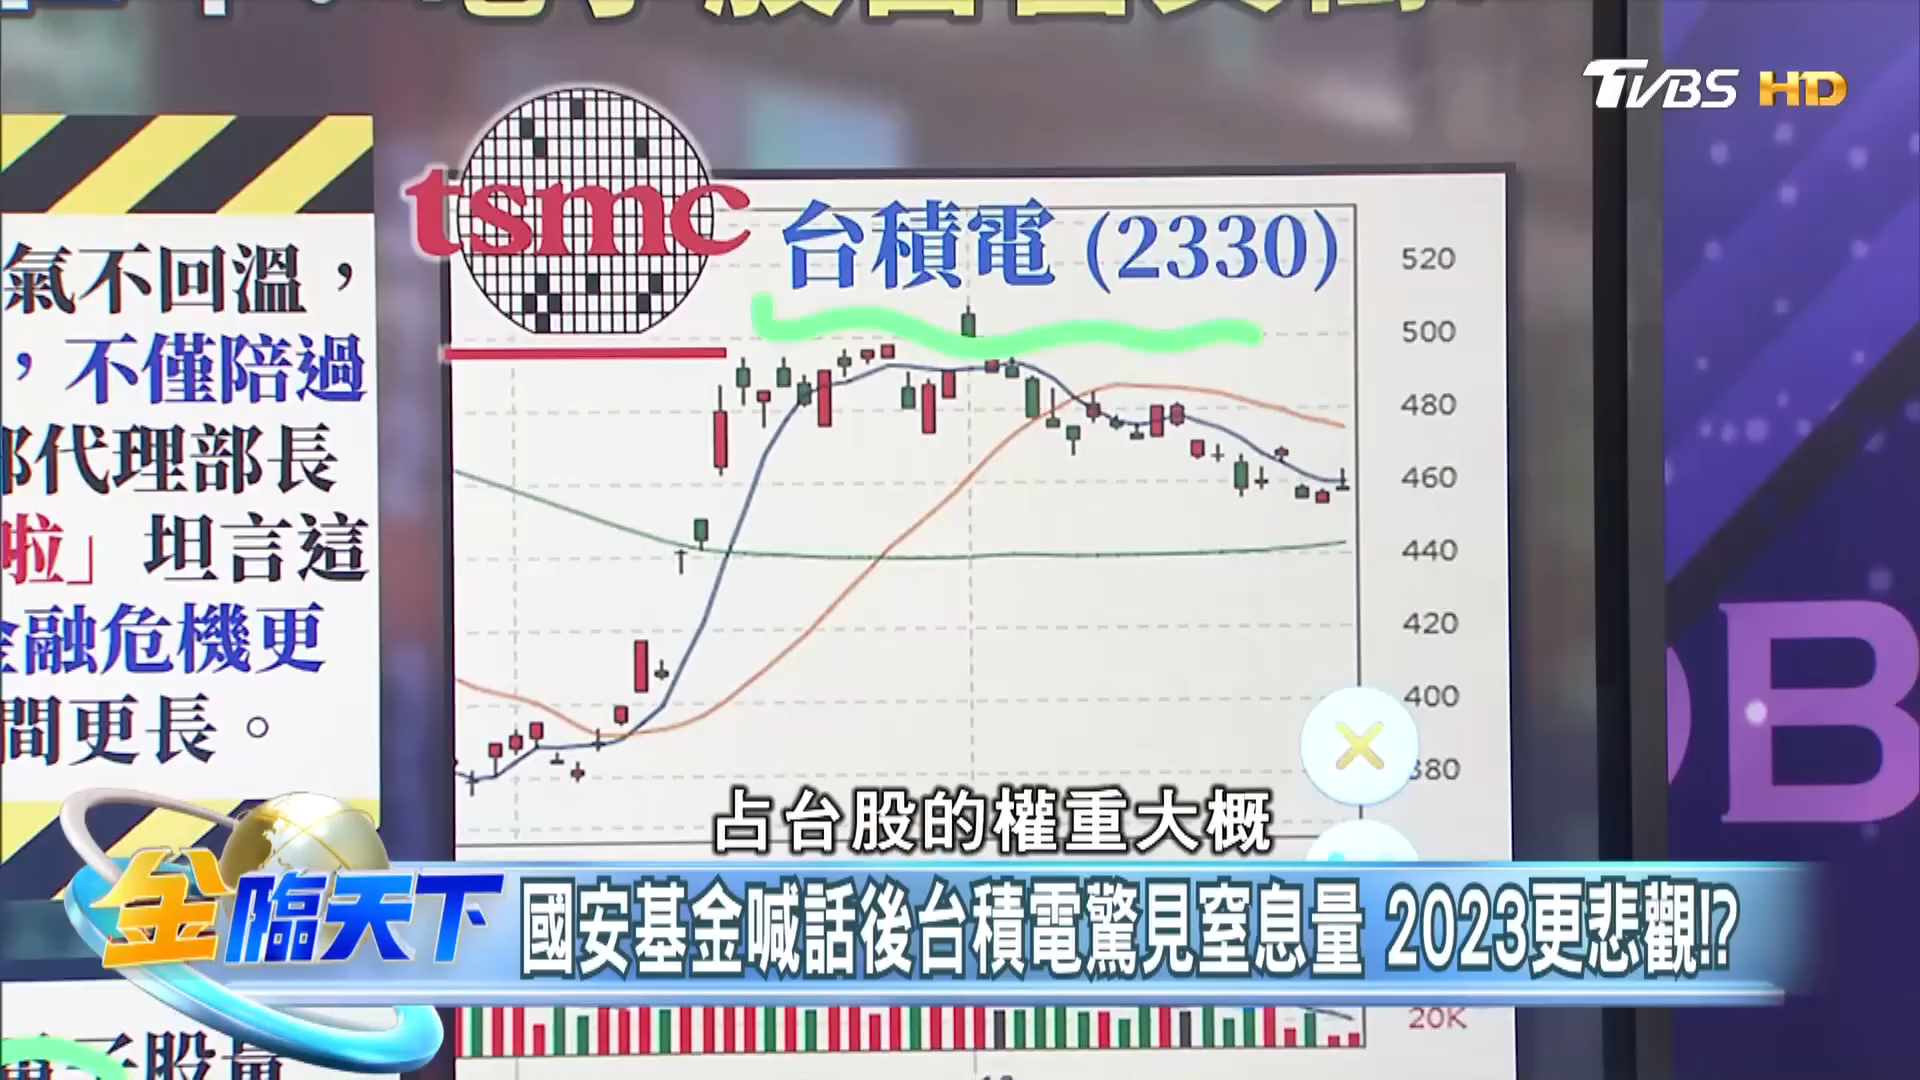 TVBS HD
氣不回溫，
，不僅陪過
部代理部長
啦」坦言這
金融危機更
間更長。
tsmc
台積電 (2330)
520
500
480
460
440
420
400
380
占台股的權重大概
金臨天下
國安基金喊話後台積電驚見窒息量 2023更悲觀!?
20K
B